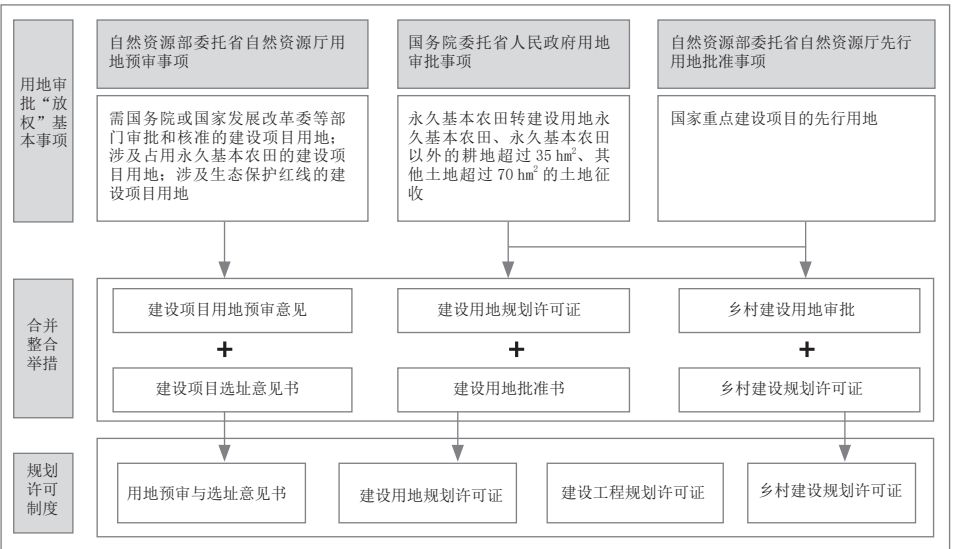 用地审
批“放
权”基
本事项
自然资源部委托省自然资源厅用
地预审事项
国务院委托省人民政府用地
审批事项
自然资源部委托省自然资源厅先行
用地批准事项
需国务院或国家发展改革委等部
门审批和核准的建设项目用地；
涉及占用永久基本农田的建设项
目用地；涉及生态保护红线的建
设项目用地
永久基本农田转建设用地永
久基本农田、永久基本农田
以外的耕地超过 35 hm²、其
他土地超过 70 hm² 的土地征
收
国家重点建设项目的先行用地
合并
整合
举措
建设项目用地预审意见
建设用地规划许可证
乡村建设用地审批
+
+
+
建设项目选址意见书
建设用地批准书
乡村建设规划许可证
规划
许可
制度
用地预审与选址意见书
建设用地规划许可证
建设工程规划许可证
乡村建设规划许可证